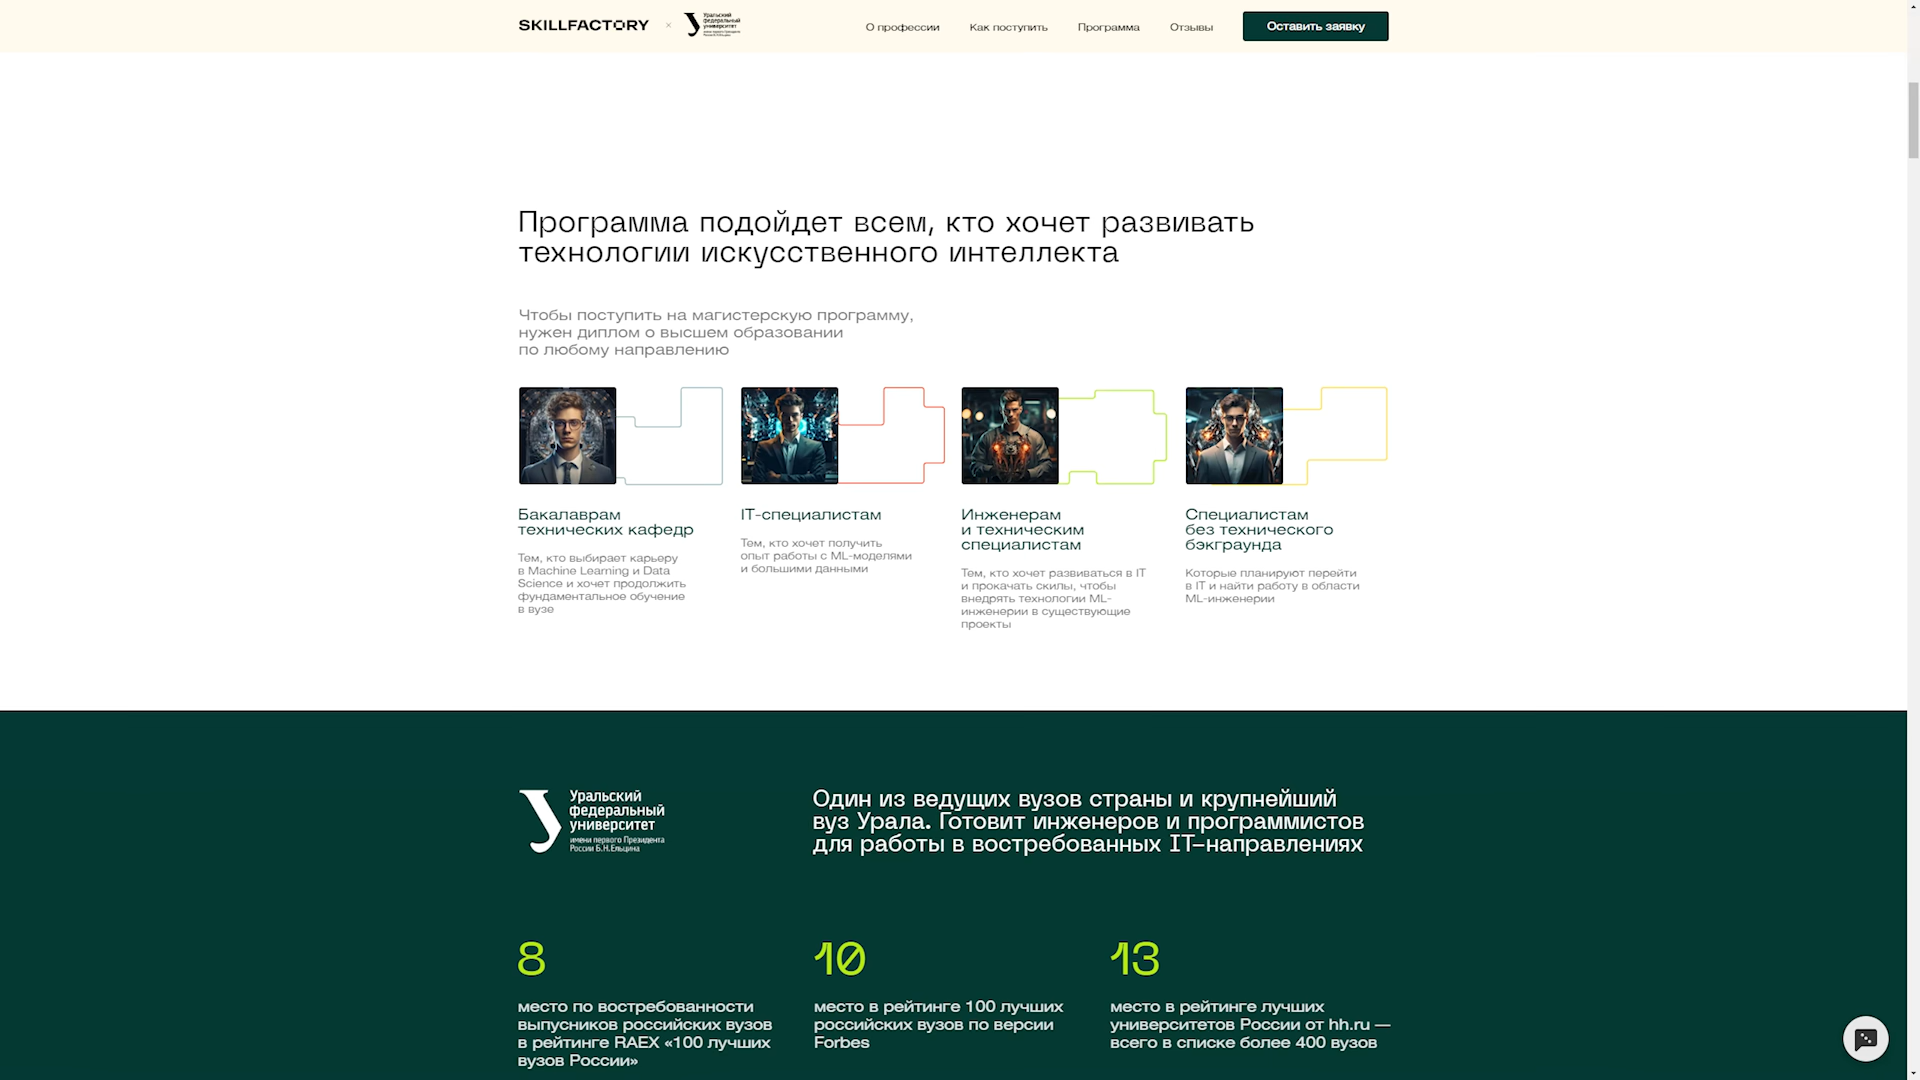 SKILLFACTORY × Уральский федеральный университет
О профессии
Как поступить
Программа
Отзывы
Оставить заявку
Программа подойдет всем, кто хочет развивать
технологии искусственного интеллекта
Чтобы поступить на магистерскую программу,
нужен диплом о высшем образовании
по любому направлению
Бакалаврам
технических кафедр
Тем, кто выбирает карьеру
в Machine Learning и Data
Science и хочет продолжить
фундаментальное обучение
в вузе
IT-специалистам
Тем, кто хочет получить
опыт работы с ML-моделями
и большими данными
Инженерам
и техническим
специалистам
Тем, кто хочет развиваться в IT
и прокачать скилы, чтобы
внедрять технологии ML-
инженерии в существующие
проекты
Специалистам
без технического
бэкграунда
Которые планируют перейти
в IT и найти работу в области
ML-инженерии
Уральский
федеральный
университет
имени первого Президента
России Б.Н.Ельцина
Один из ведущих вузов страны и крупнейший
вуз Урала. Готовит инженеров и программистов
для работы в востребованных IT-направлениях
8
место по востребованности
выпусников российских вузов
в рейтинге RAEX «100 лучших
вузов России»
10
место в рейтинге 100 лучших
российских вузов по версии
Forbes
13
место в рейтинге лучших
университетов России от hh.ru —
всего в списке более 400 вузов